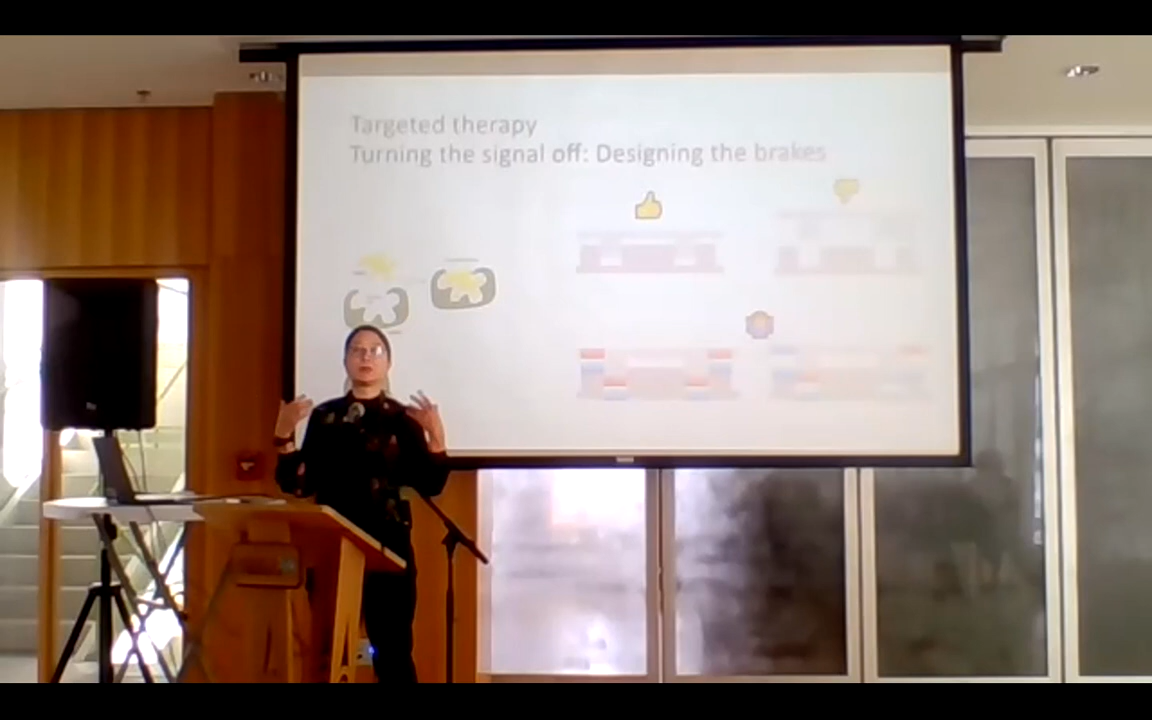 Targeted therapy
Turning the signal off: Designing the brakes